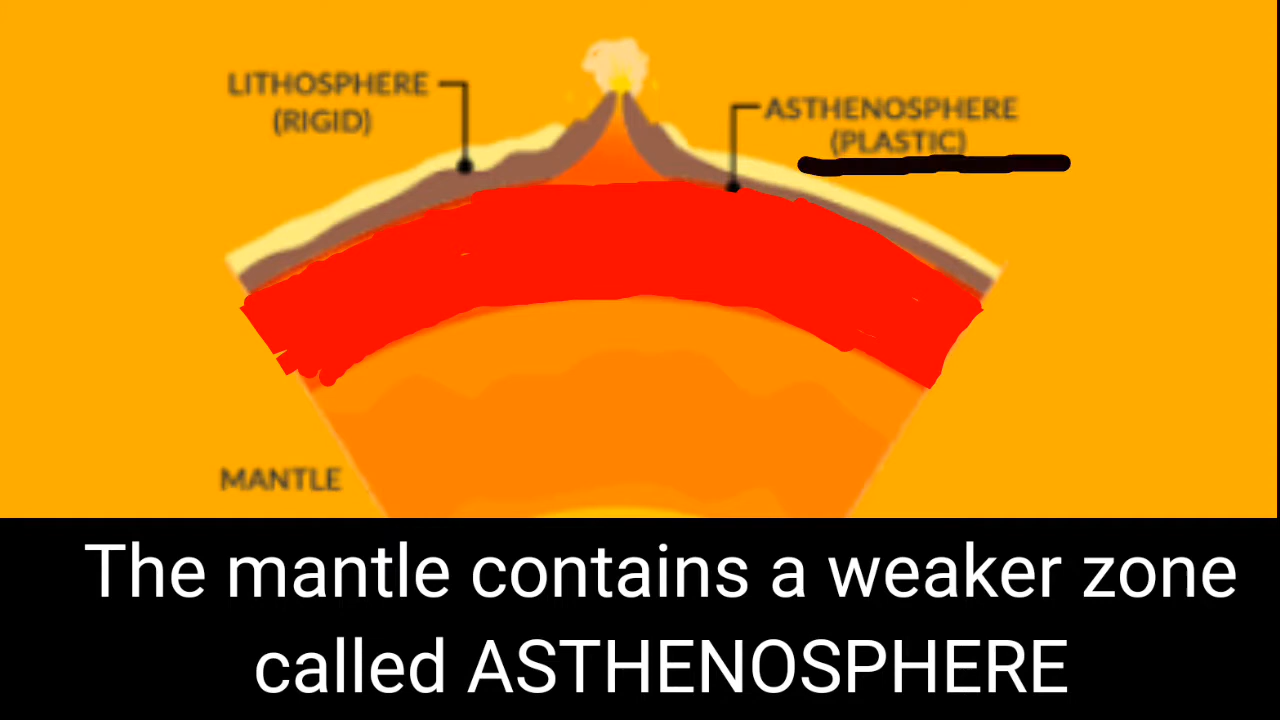 LITHOSPHERE
(RIGID)
ASTHENOSPHERE
(PLASTIC)
MANTLE
The mantle contains a weaker zone
called ASTHENOSPHERE